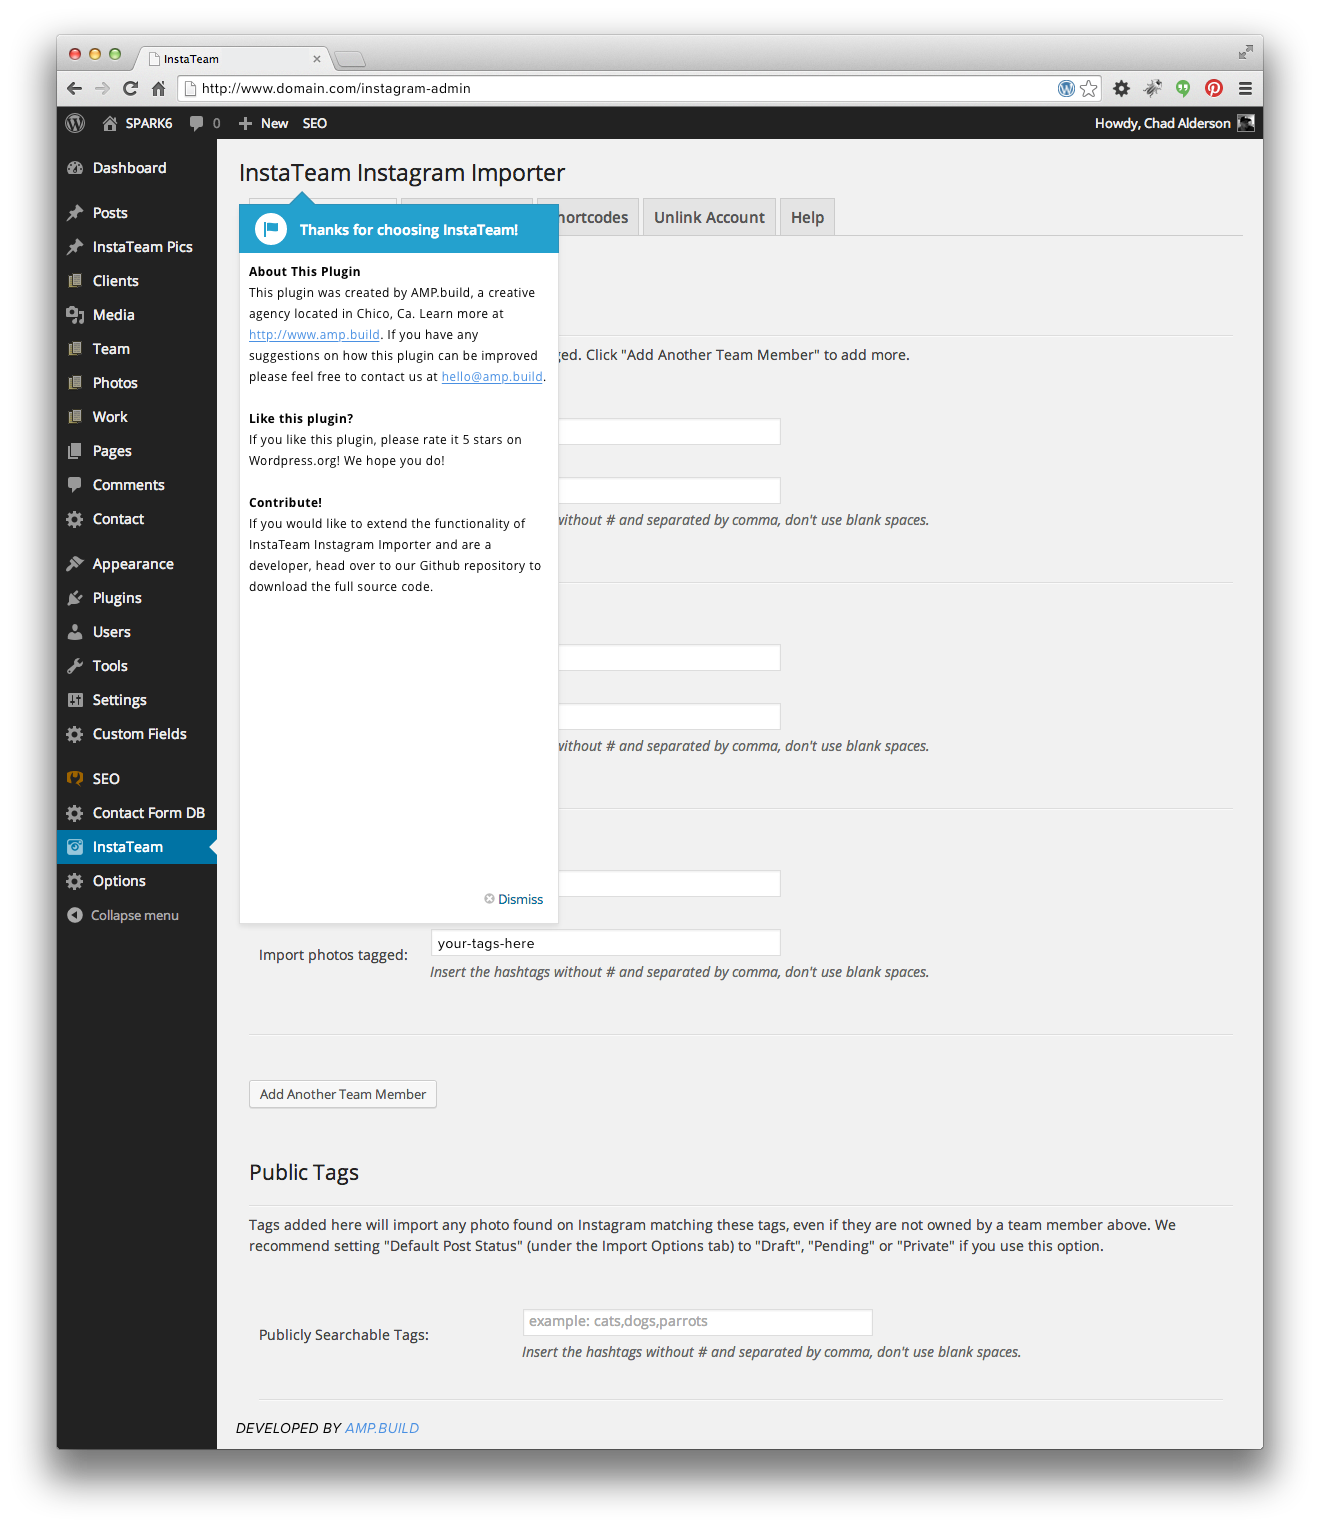 InstaTeam
http://www.domain.com/instagram-admin
SPARK6 0 New SEO Howdy, Chad Alderson
Dashboard
Posts
InstaTeam Pics
Clients
Media
Team
Photos
Work
Pages
Comments
Contact
Appearance
Plugins
Users
Tools
Settings
Custom Fields
SEO
Contact Form DB
InstaTeam
Options
Collapse menu
InstaTeam Instagram Importer
Unlink Account Help
Thanks for choosing InstaTeam!
About This Plugin
This plugin was created by AMP.build, a creative
agency located in Chico, Ca. Learn more at
http://www.amp.build. If you have any
suggestions on how this plugin can be improved
please feel free to contact us at hello@amp.build.
Like this plugin?
If you like this plugin, please rate it 5 stars on
Wordpress.org! We hope you do!
Contribute!
If you would like to extend the functionality of
InstaTeam Instagram Importer and are a
developer, head over to our Github repository to
download the full source code.
Dismiss
Click "Add Another Team Member" to add more.
# and separated by comma, don't use blank spaces.
# and separated by comma, don't use blank spaces.
Import photos tagged: your-tags-here
Insert the hashtags without # and separated by comma, don't use blank spaces.
Add Another Team Member
Public Tags
Tags added here will import any photo found on Instagram matching these tags, even if they are not owned by a team member above. We
recommend setting "Default Post Status" (under the Import Options tab) to "Draft", "Pending" or "Private" if you use this option.
Publicly Searchable Tags: example: cats,dogs,parrots
Insert the hashtags without # and separated by comma, don't use blank spaces.
DEVELOPED BY AMP.BUILD